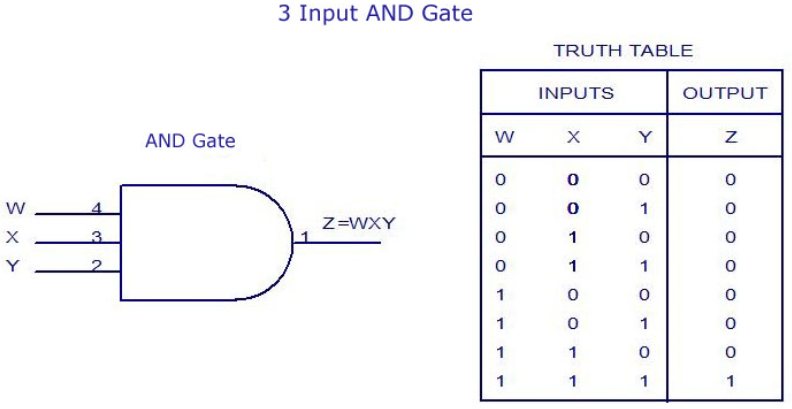 3 Input AND Gate
AND Gate
W 4
X 3
Y 2
1 Z=WXY
TRUTH TABLE
INPUTS OUTPUT
W X Y Z
0 0 0 0
0 0 1 0
0 1 0 0
0 1 1 0
1 0 0 0
1 0 1 0
1 1 0 0
1 1 1 1